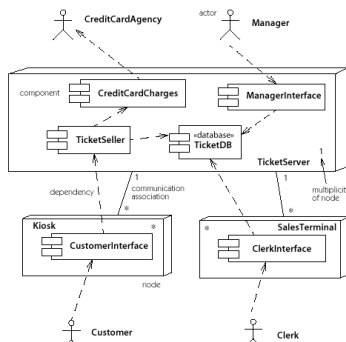 CreditCardAgency
actor
Manager
component
CreditCardCharges
ManagerInterface
TicketSeller
«database»
TicketDB
TicketServer
1
dependency
1
communication
association
1
multiplicit
of node
*
*
Kiosk
*
CustomerInterface
node
SalesTerminal
*
ClerkInterface
Customer
Clerk